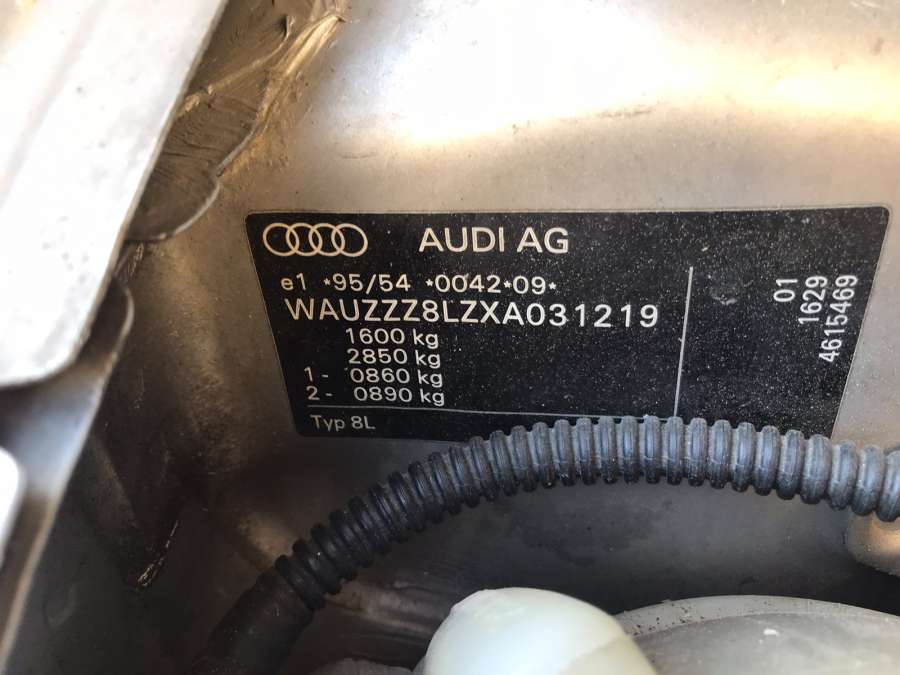 AUDI AG
e1 *95/54 *0042*09*
WAUZZZ8LZXA031219
1600 kg
2850 kg
1- 0860 kg
2- 0890 kg
Typ 8L
01
1629
4615469